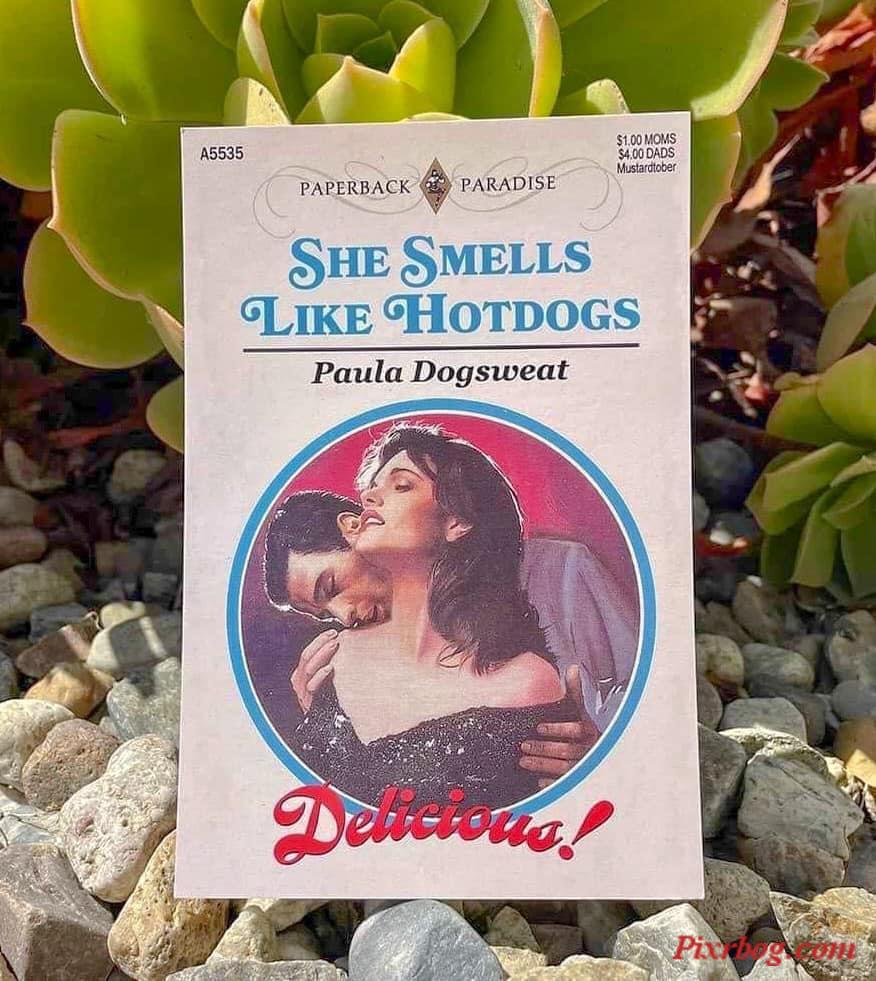 A5535
$1.00 MOMS
$4.00 DADS
Mustardtober
PAPERBACK PARADISE
SHE SMELLS
LIKE HOTDOGS
Paula Dogsweat
Delicious!
Pixrbog.com